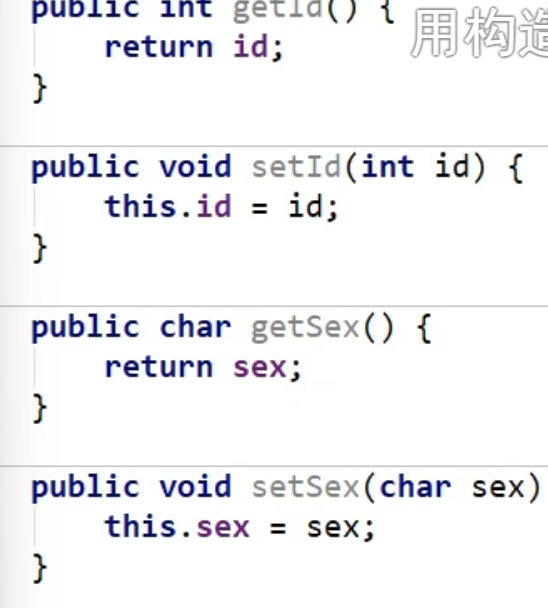 public int getId() {
用构造
    return id;
}
public void setId(int id) {
    this.id = id;
}
public char getSex() {
    return sex;
}
public void setSex(char sex)
    this.sex = sex;
}